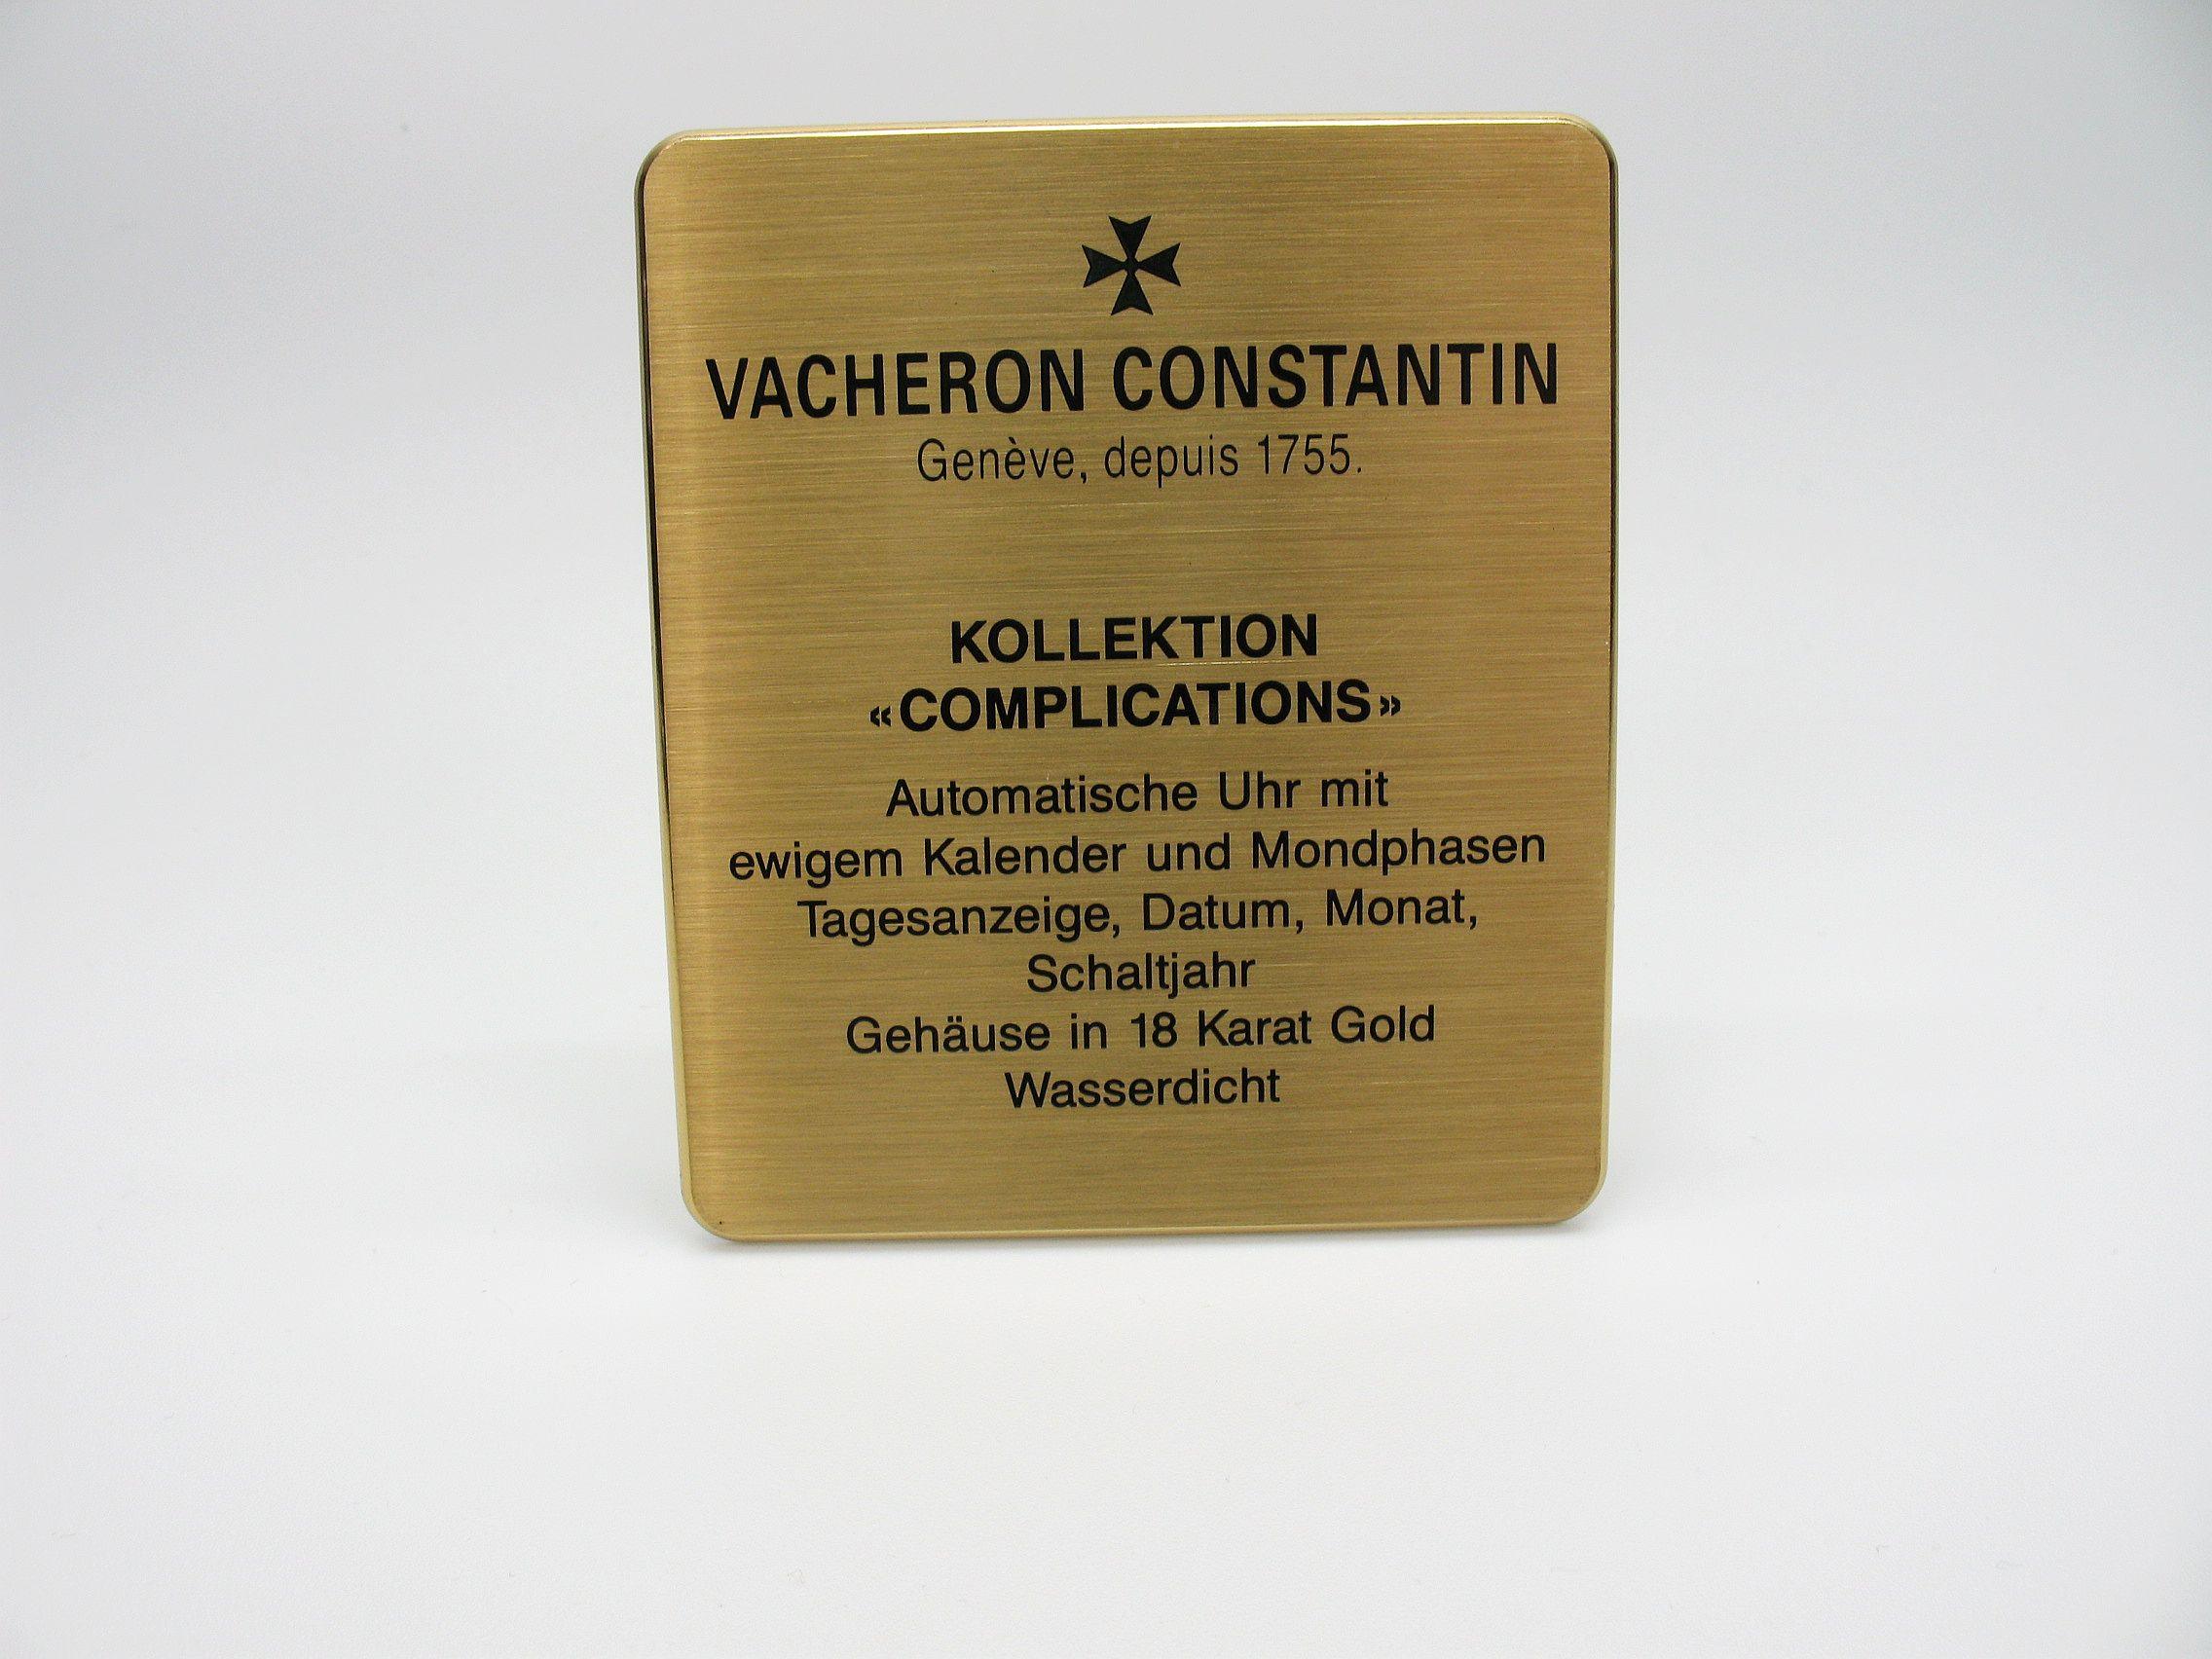 VACHERON CONSTANTIN
Genève, depuis 1755.
KOLLEKTION
«COMPLICATIONS»
Automatische Uhr mit
ewigem Kalender und Mondphasen
Tagesanzeige, Datum, Monat,
Schaltjahr
Gehäuse in 18 Karat Gold
Wasserdicht